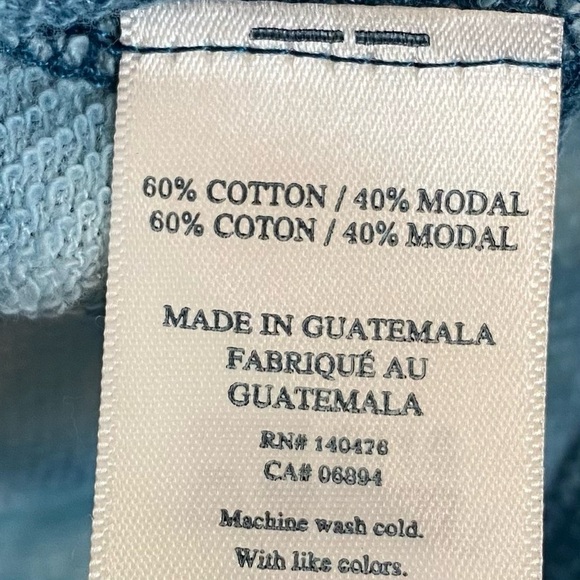 60% COTTON / 40% MODAL
60% COTON / 40% MODAL
MADE IN GUATEMALA
FABRIQUÉ AU
GUATEMALA
RN# 140476
CA# 06894
Machine wash cold.
With like colors.